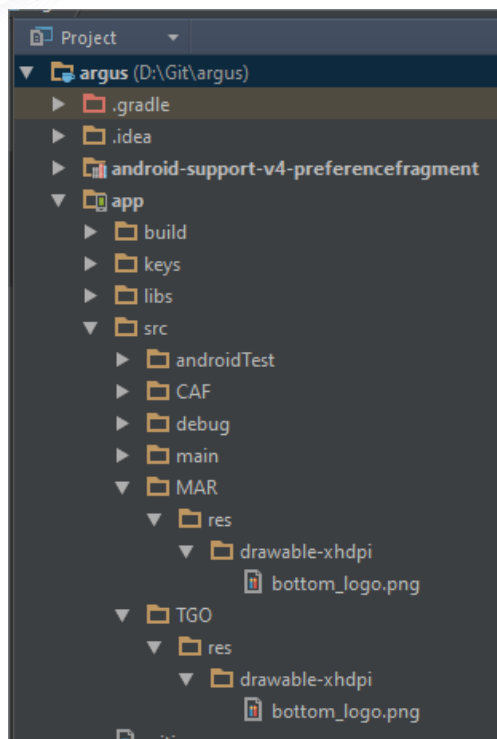 Project
argus (D:\Git\argus)
.gradle
.idea
android-support-v4-preferencefragment
app
build
keys
libs
src
androidTest
CAF
debug
main
MAR
res
drawable-xhdpi
bottom_logo.png
TGO
res
drawable-xhdpi
bottom_logo.png